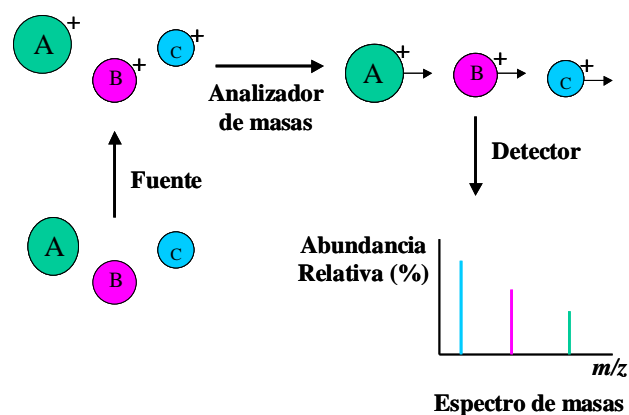 A +
B +
C +
Analizador
de masas
A +
B +
C +
Fuente
Detector
A
B
C
Abundancia
Relativa (%)
m/z
Espectro de masas